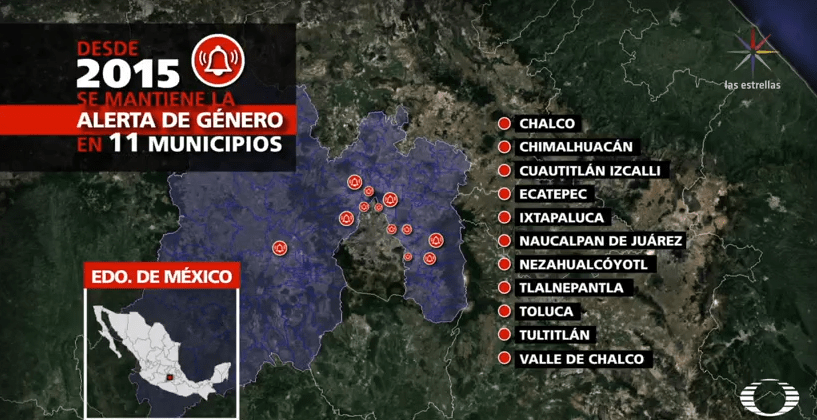 DESDE
2015
SE MANTIENE LA
ALERTA DE GÉNERO
EN 11 MUNICIPIOS
las estrellas
CHALCO
CHIMALHUACÁN
CUAUTITLÁN IZCALLI
ECATEPEC
IXTAPALUCA
NAUCALPAN DE JUÁREZ
NEZAHUALCÓYOTL
TLALNEPANTLA
TOLUCA
TULTITLÁN
VALLE DE CHALCO
EDO. DE MÉXICO